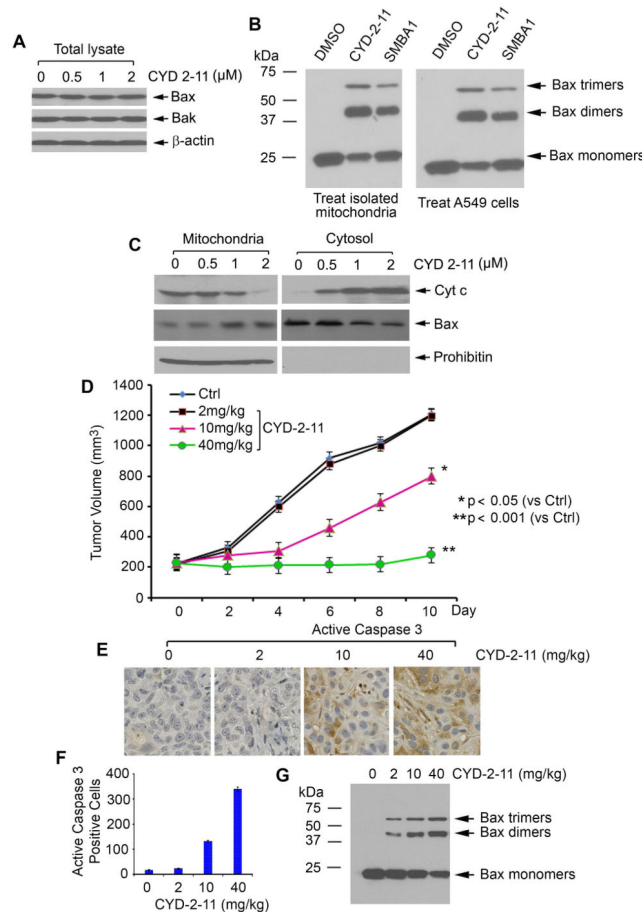 A
Total lysate
0 0.5 1 2 CYD 2-11 (μM)
Bax
Bak
β-actin
B
DMSO CYD-2-11 SMBA1 DMSO CYD-2-11 SMBA1
kDa
75
50
37
25
Bax trimers
Bax dimers
Bax monomers
Treat isolated
mitochondria
Treat A549 cells
C
Mitochondria Cytosol
0 0.5 1 2 0 0.5 1 2 CYD 2-11 (μM)
Cyt c
Bax
Prohibitin
D
Tumor Volume (mm3)
1400
1200
1000
800
600
400
200
0
Ctrl
2mg/kg
10mg/kg
40mg/kg
CYD-2-11
*
**
*p < 0.05 (vs Ctrl)
**p < 0.001 (vs Ctrl)
0 2 4 6 8 10 Day
Active Caspase 3
E
0 2 10 40 CYD-2-11 (mg/kg)
F
Active Caspase 3
Positive Cells
400
300
200
100
0
0 2 10 40
CYD-2-11 (mg/kg)
G
0 2 10 40 CYD-2-11 (mg/kg)
kDa
75
50
37
25
Bax trimers
Bax dimers
Bax monomers